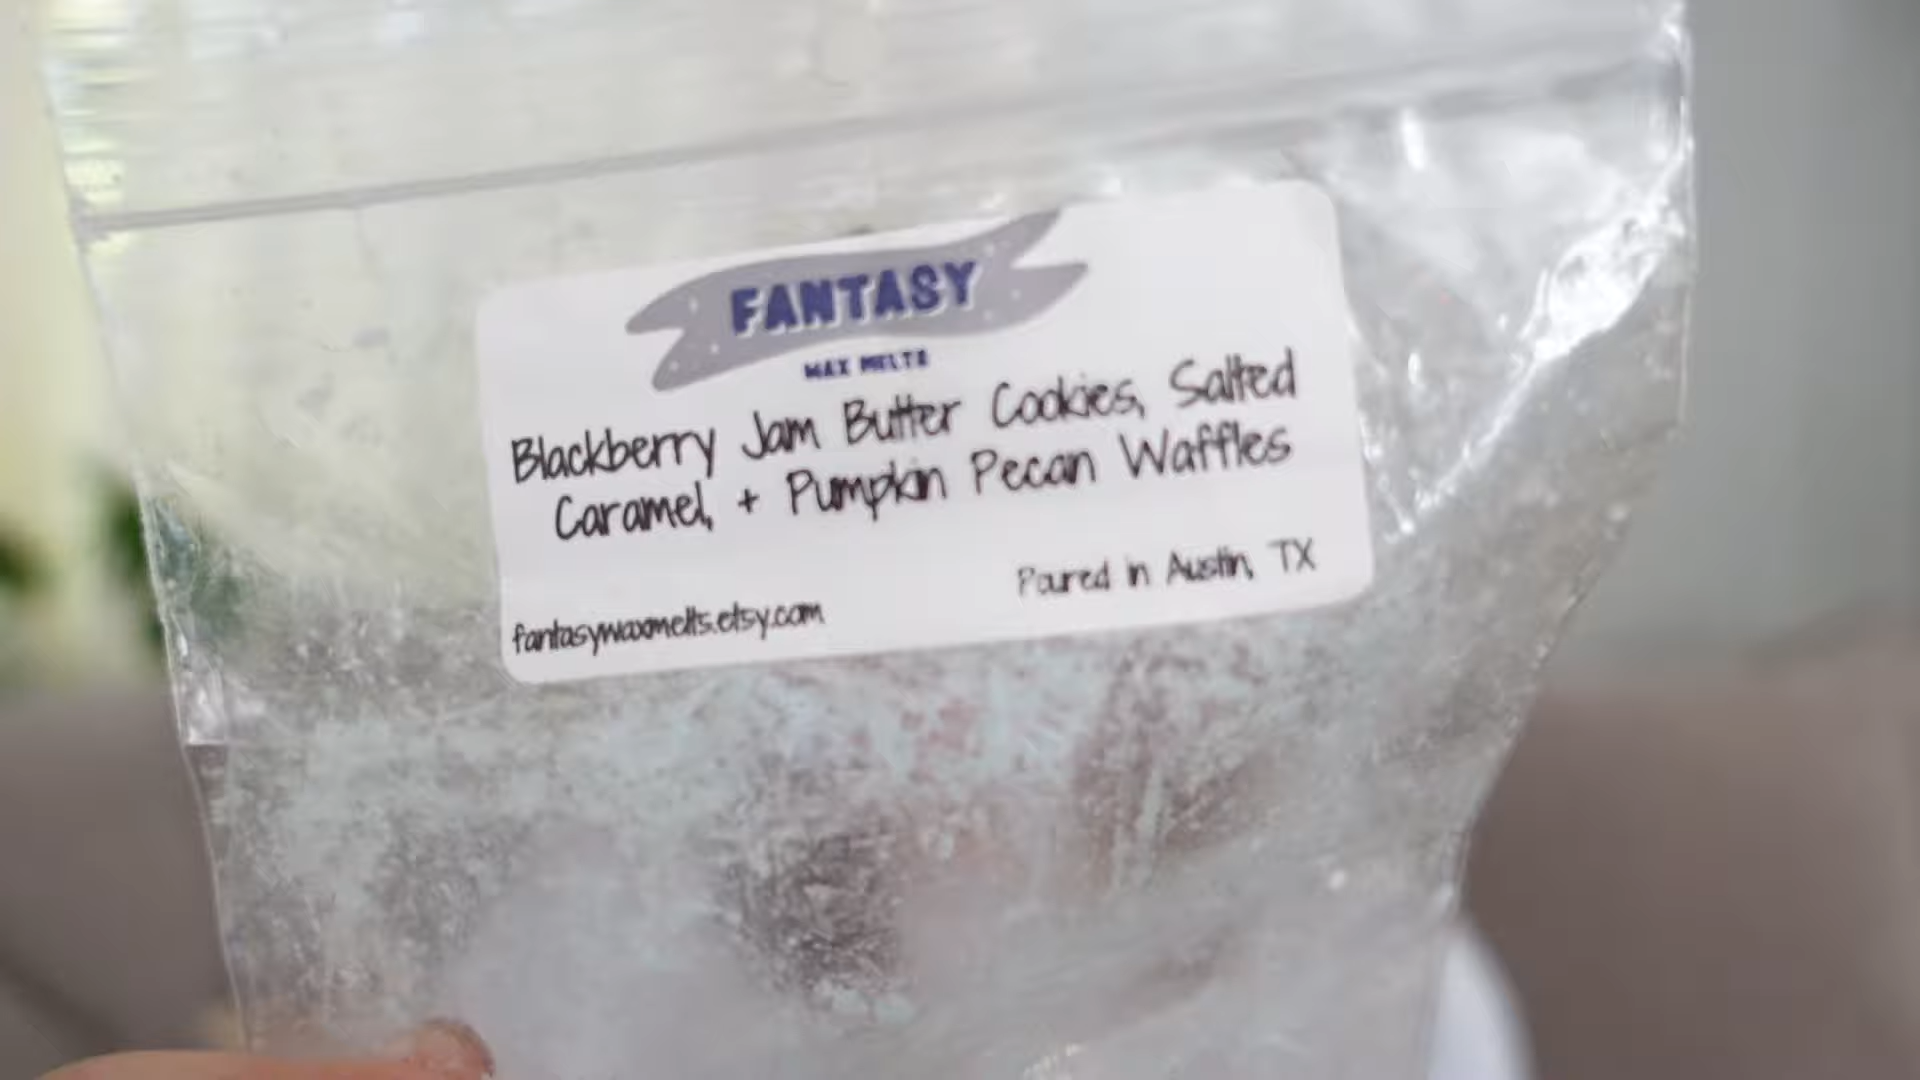 FANTASY
WAX MELTS
Blackberry Jam Butter Cookies, Salted
Caramel, + Pumpkin Pecan Waffles
Poured in Austin, TX
fantasywaxmelts.etsy.com